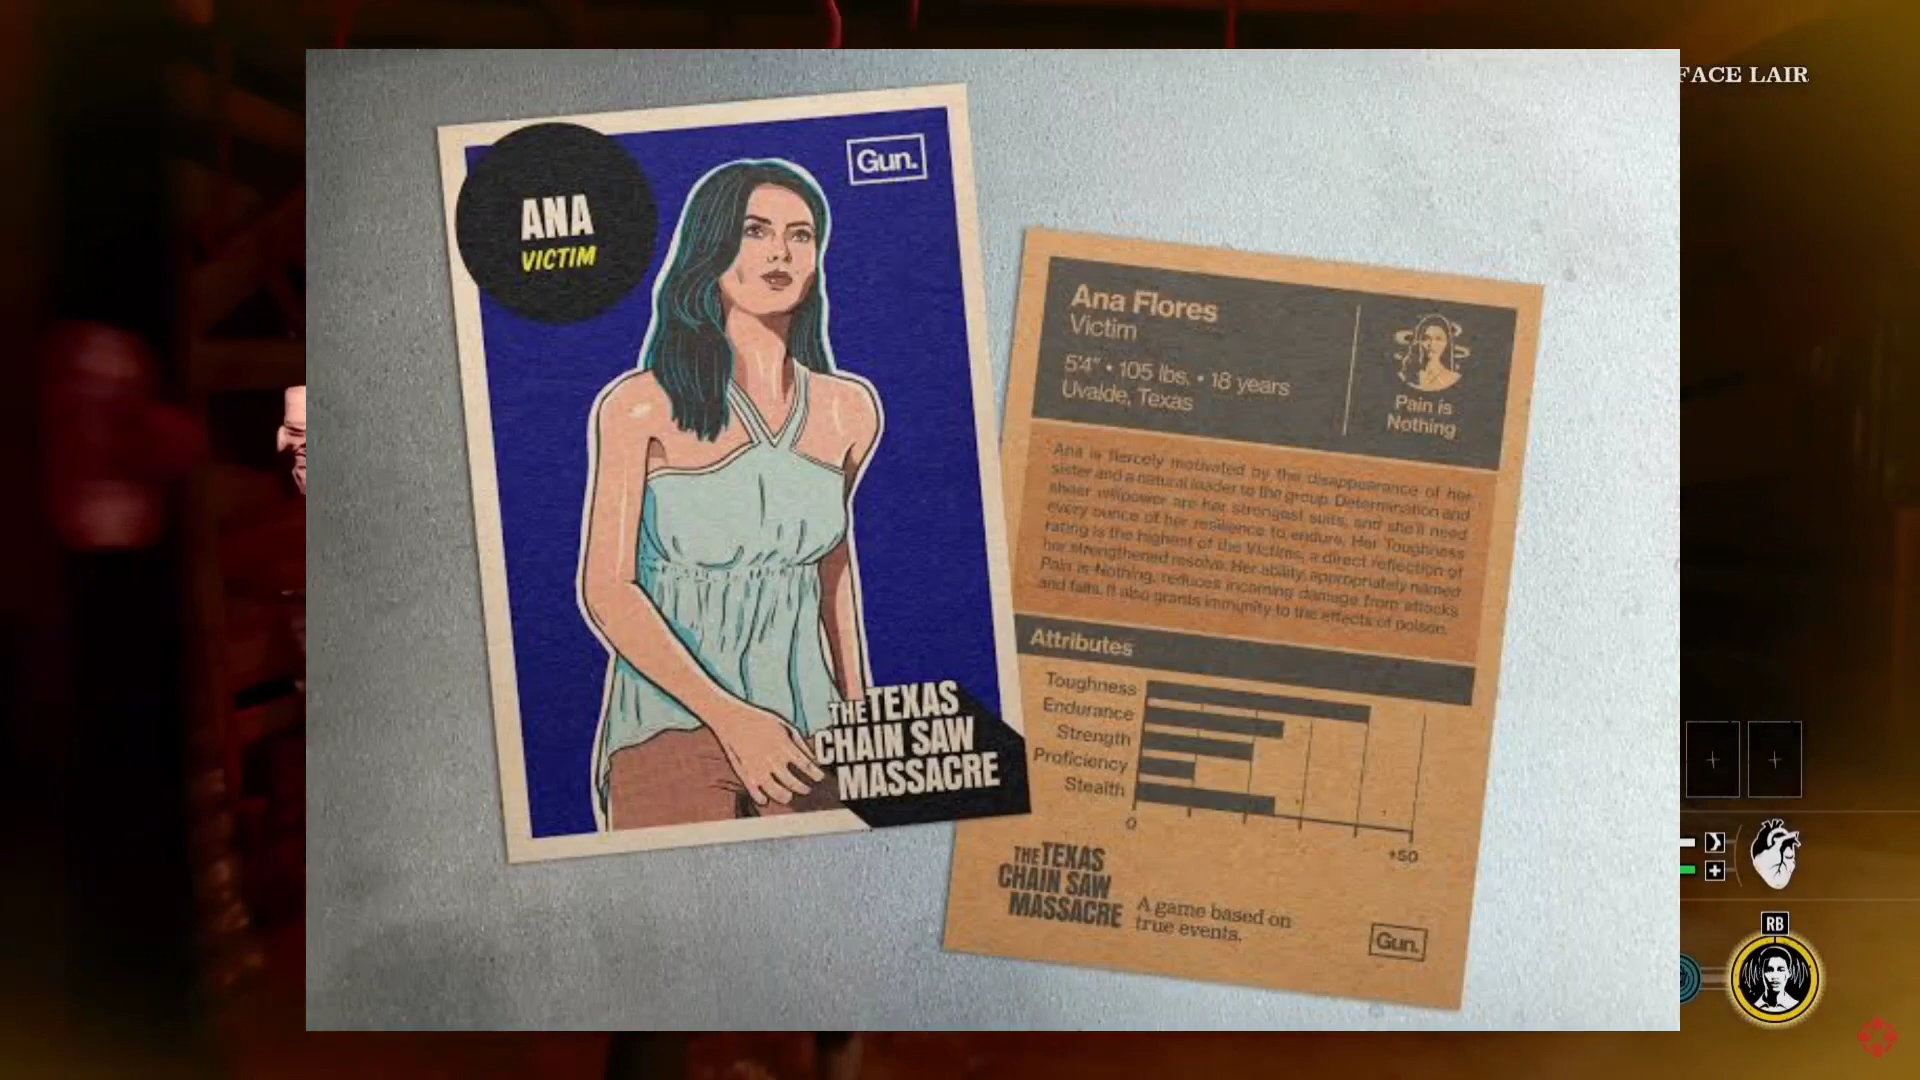 FACE LAIR
ANA
VICTIM
Gun.
THE TEXAS
CHAIN SAW
MASSACRE
Ana Flores
Victim
5'4" • 105 lbs. • 18 years
Uvalde, Texas
Pain is
Nothing
Ana is fiercely motivated by the disappearance of her
sister and a natural leader to the group. Determination and
sheer willpower are her strongest suits, and she'll need
every ounce of her resilience to endure. Her Toughness
rating is the highest of the Victims, a direct reflection of
her strengthened resolve. Her ability, appropriately named
Pain is Nothing, reduces incoming damage from attacks
and falls. It also grants immunity to the effects of poison.
Attributes
Toughness
Endurance
Strength
Proficiency
Stealth
0
+50
THE TEXAS
CHAIN SAW
MASSACRE
A game based on
true events.
Gun.
RB